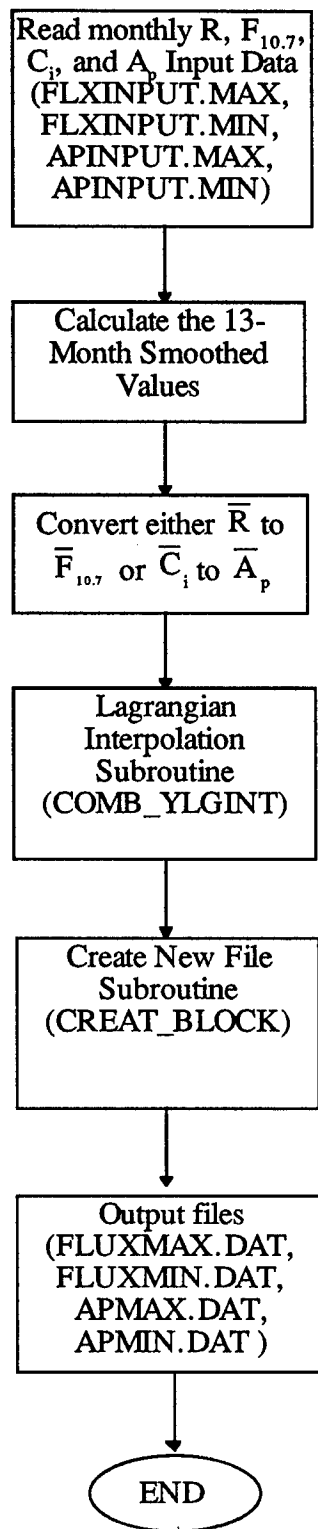 Read monthly R, F₁₀.₇,
Cᵢ, and Aₚ Input Data
(FLXINPUT.MAX,
FLXINPUT.MIN,
APINPUT.MAX,
APINPUT.MIN)
Calculate the 13-
Month Smoothed
Values
Convert either R̅ to
F̅₁₀.₇ or C̅ᵢ to A̅ₚ
Lagrangian
Interpolation
Subroutine
(COMB_YLGINT)
Create New File
Subroutine
(CREAT_BLOCK)
Output files
(FLUXMAX.DAT,
FLUXMIN.DAT,
APMAX.DAT,
APMIN.DAT )
END